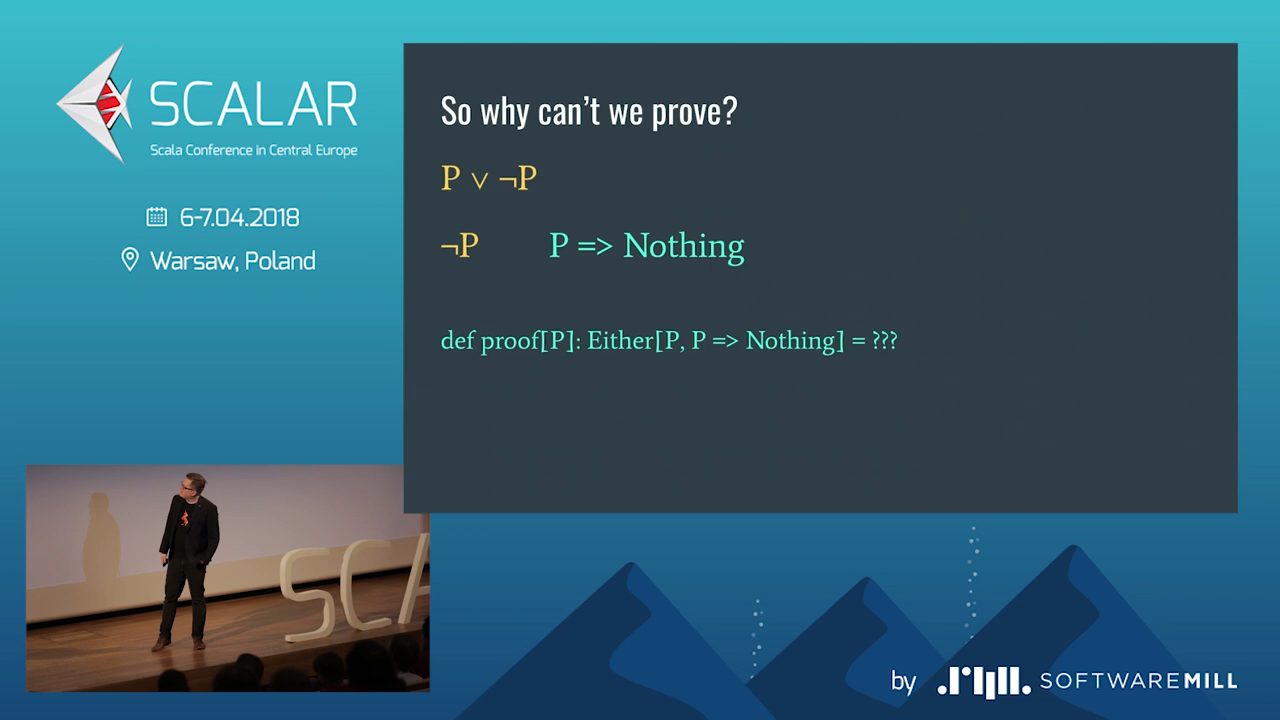 SCALAR
Scala Conference in Central Europe
6-7.04.2018
Warsaw, Poland
So why can't we prove?
P ∨ ¬P
¬P P => Nothing
def proof[P]: Either[P, P => Nothing] = ???
SCA
by SOFTWAREMILL